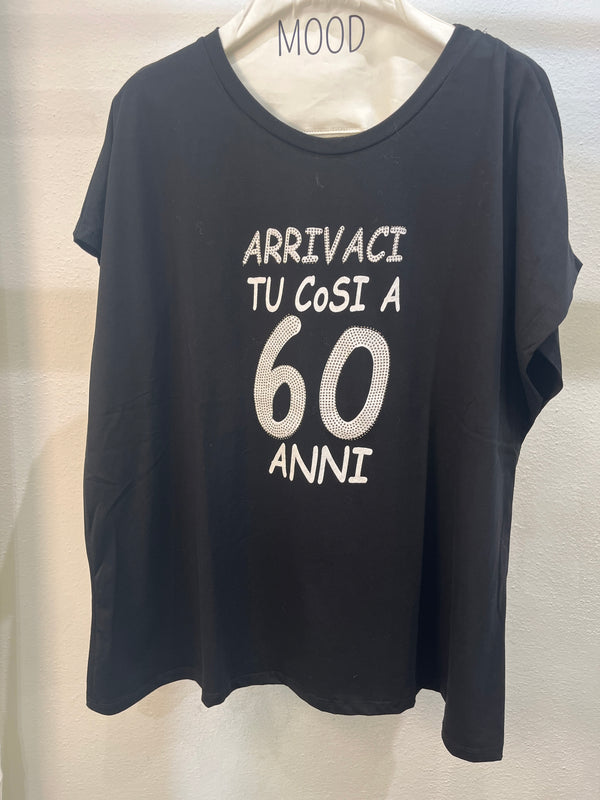 MOOD
ARRIVACI
TU CoSI A
60
ANNI